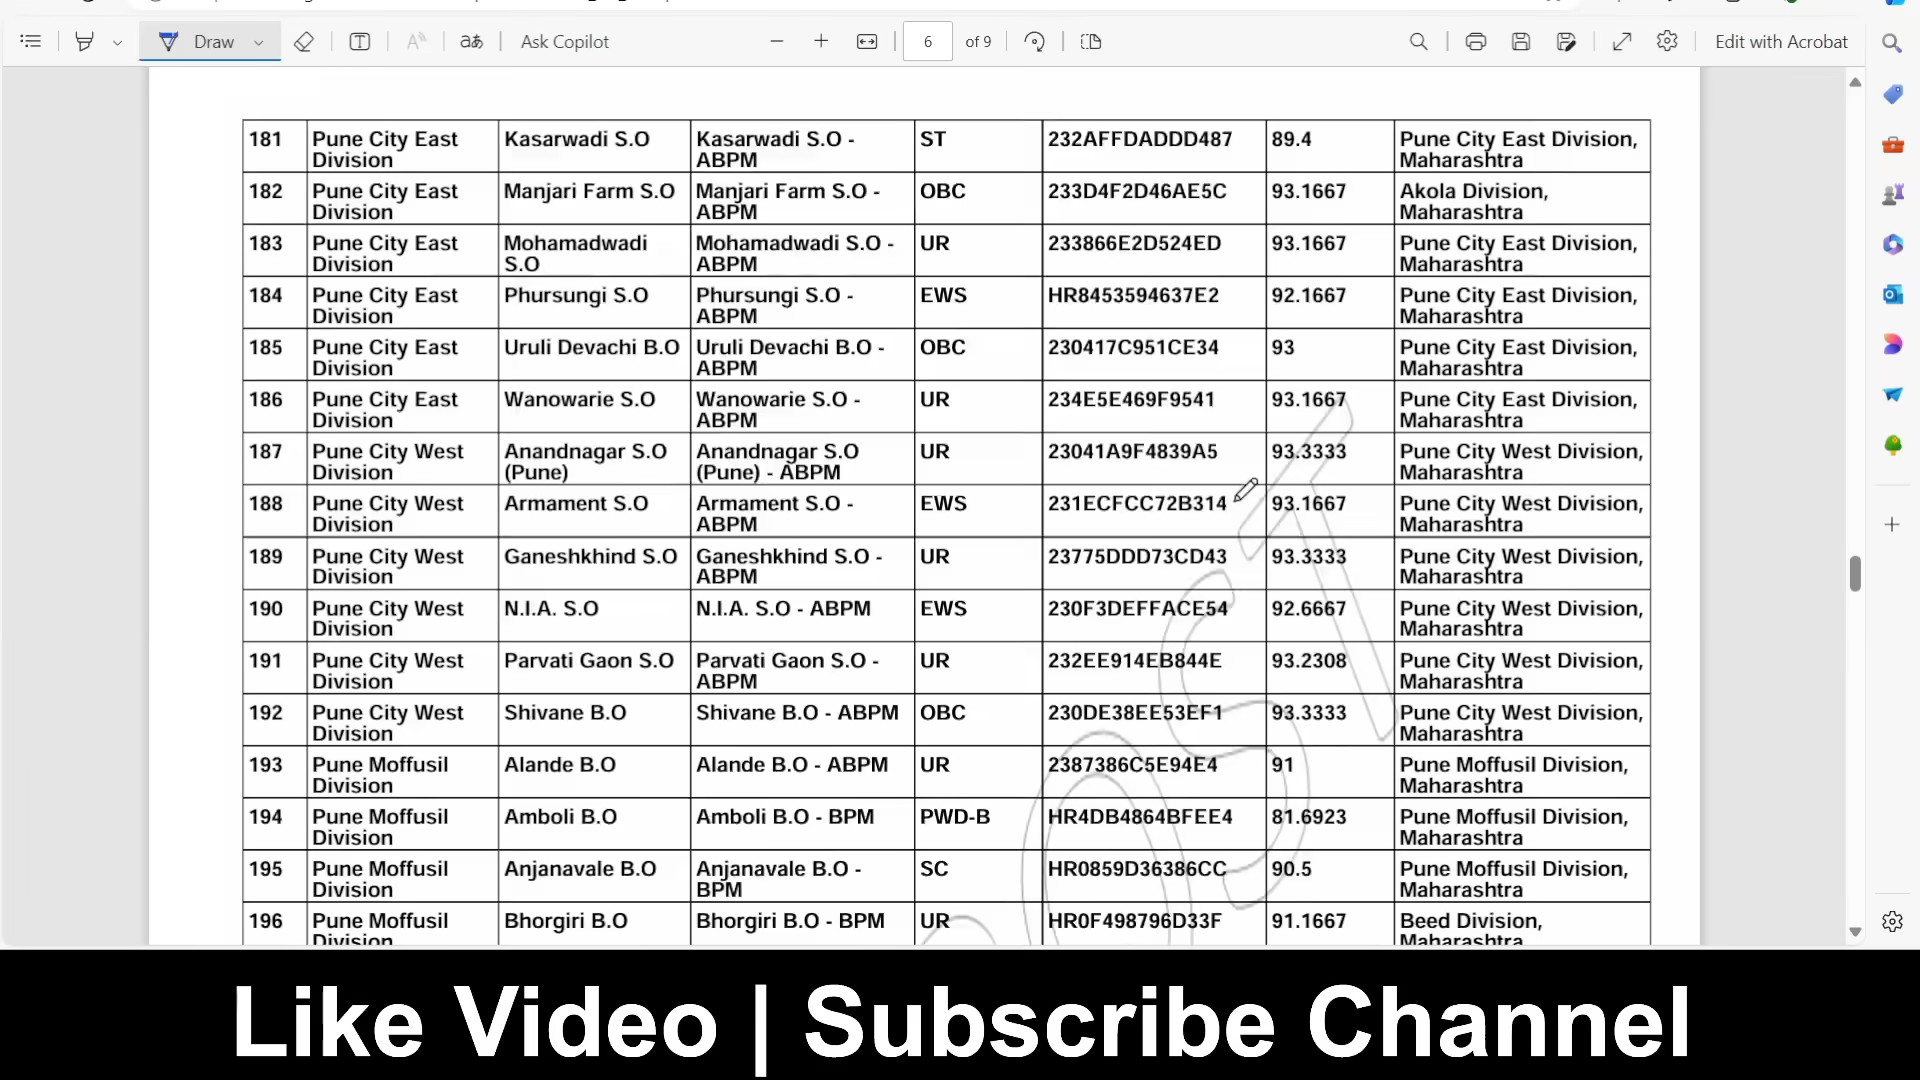 Draw
Ask Copilot
6 of 9
Edit with Acrobat
181 Pune City East Division Kasarwadi S.O Kasarwadi S.O - ABPM ST 232AFFDADDD487 89.4 Pune City East Division, Maharashtra
182 Pune City East Division Manjari Farm S.O Manjari Farm S.O - ABPM OBC 233D4F2D46AE5C 93.1667 Akola Division, Maharashtra
183 Pune City East Division Mohamadwadi S.O Mohamadwadi S.O - ABPM UR 233866E2D524ED 93.1667 Pune City East Division, Maharashtra
184 Pune City East Division Phursungi S.O Phursungi S.O - ABPM EWS HR8453594637E2 92.1667 Pune City East Division, Maharashtra
185 Pune City East Division Uruli Devachi B.O Uruli Devachi B.O - ABPM OBC 230417C951CE34 93 Pune City East Division, Maharashtra
186 Pune City East Division Wanowarie S.O Wanowarie S.O - ABPM UR 234E5E469F9541 93.1667 Pune City East Division, Maharashtra
187 Pune City West Division Anandnagar S.O (Pune) Anandnagar S.O (Pune) - ABPM UR 23041A9F4839A5 93.3333 Pune City West Division, Maharashtra
188 Pune City West Division Armament S.O Armament S.O - ABPM EWS 231ECFCC72B314 93.1667 Pune City West Division, Maharashtra
189 Pune City West Division Ganeshkhind S.O Ganeshkhind S.O - ABPM UR 23775DDD73CD43 93.3333 Pune City West Division, Maharashtra
190 Pune City West Division N.I.A. S.O N.I.A. S.O - ABPM EWS 230F3DEFFACE54 92.6667 Pune City West Division, Maharashtra
191 Pune City West Division Parvati Gaon S.O Parvati Gaon S.O - ABPM UR 232EE914EB844E 93.2308 Pune City West Division, Maharashtra
192 Pune City West Division Shivane B.O Shivane B.O - ABPM OBC 230DE38EE53EF1 93.3333 Pune City West Division, Maharashtra
193 Pune Moffusil Division Alande B.O Alande B.O - ABPM UR 2387386C5E94E4 91 Pune Moffusil Division, Maharashtra
194 Pune Moffusil Division Amboli B.O Amboli B.O - BPM PWD-B HR4DB4864BFEE4 81.6923 Pune Moffusil Division, Maharashtra
195 Pune Moffusil Division Anjanavale B.O Anjanavale B.O - BPM SC HR0859D36386CC 90.5 Pune Moffusil Division, Maharashtra
196 Pune Moffusil Division Bhorgiri B.O Bhorgiri B.O - BPM UR HR0F498796D33F 91.1667 Beed Division, Maharashtra
OST
Like Video | Subscribe Channel